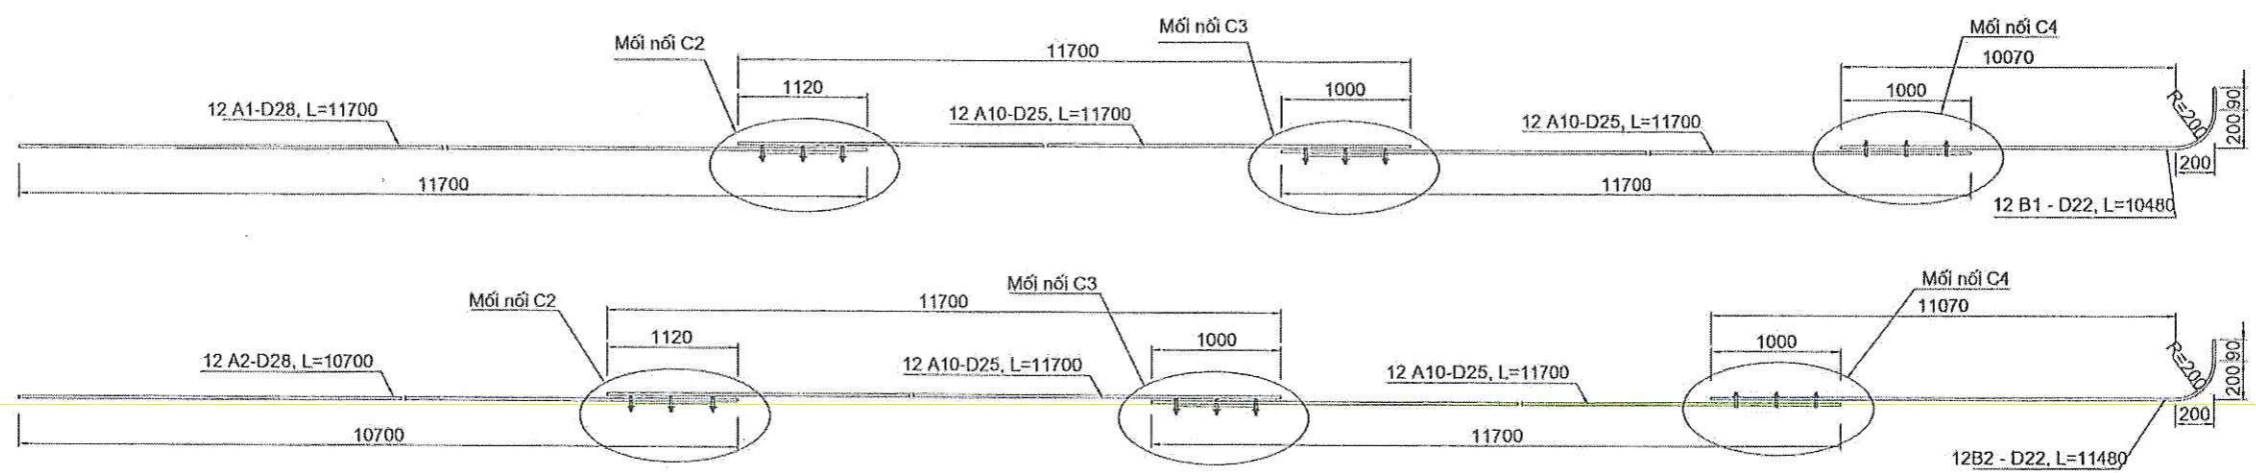 Mối nối C2
11700
Mối nối C3
Mối nối C4
10070
1120
1000
1000
12 A1-D28, L=11700
12 A10-D25, L=11700
12 A10-D25, L=11700
R=200
90
200
200
11700
11700
12 B1 - D22, L=10480
Mối nối C2
11700
Mối nối C3
Mối nối C4
11070
1120
1000
1000
12 A2-D28, L=10700
12 A10-D25, L=11700
12 A10-D25, L=11700
R=200
90
200
200
10700
11700
12B2 - D22, L=11480